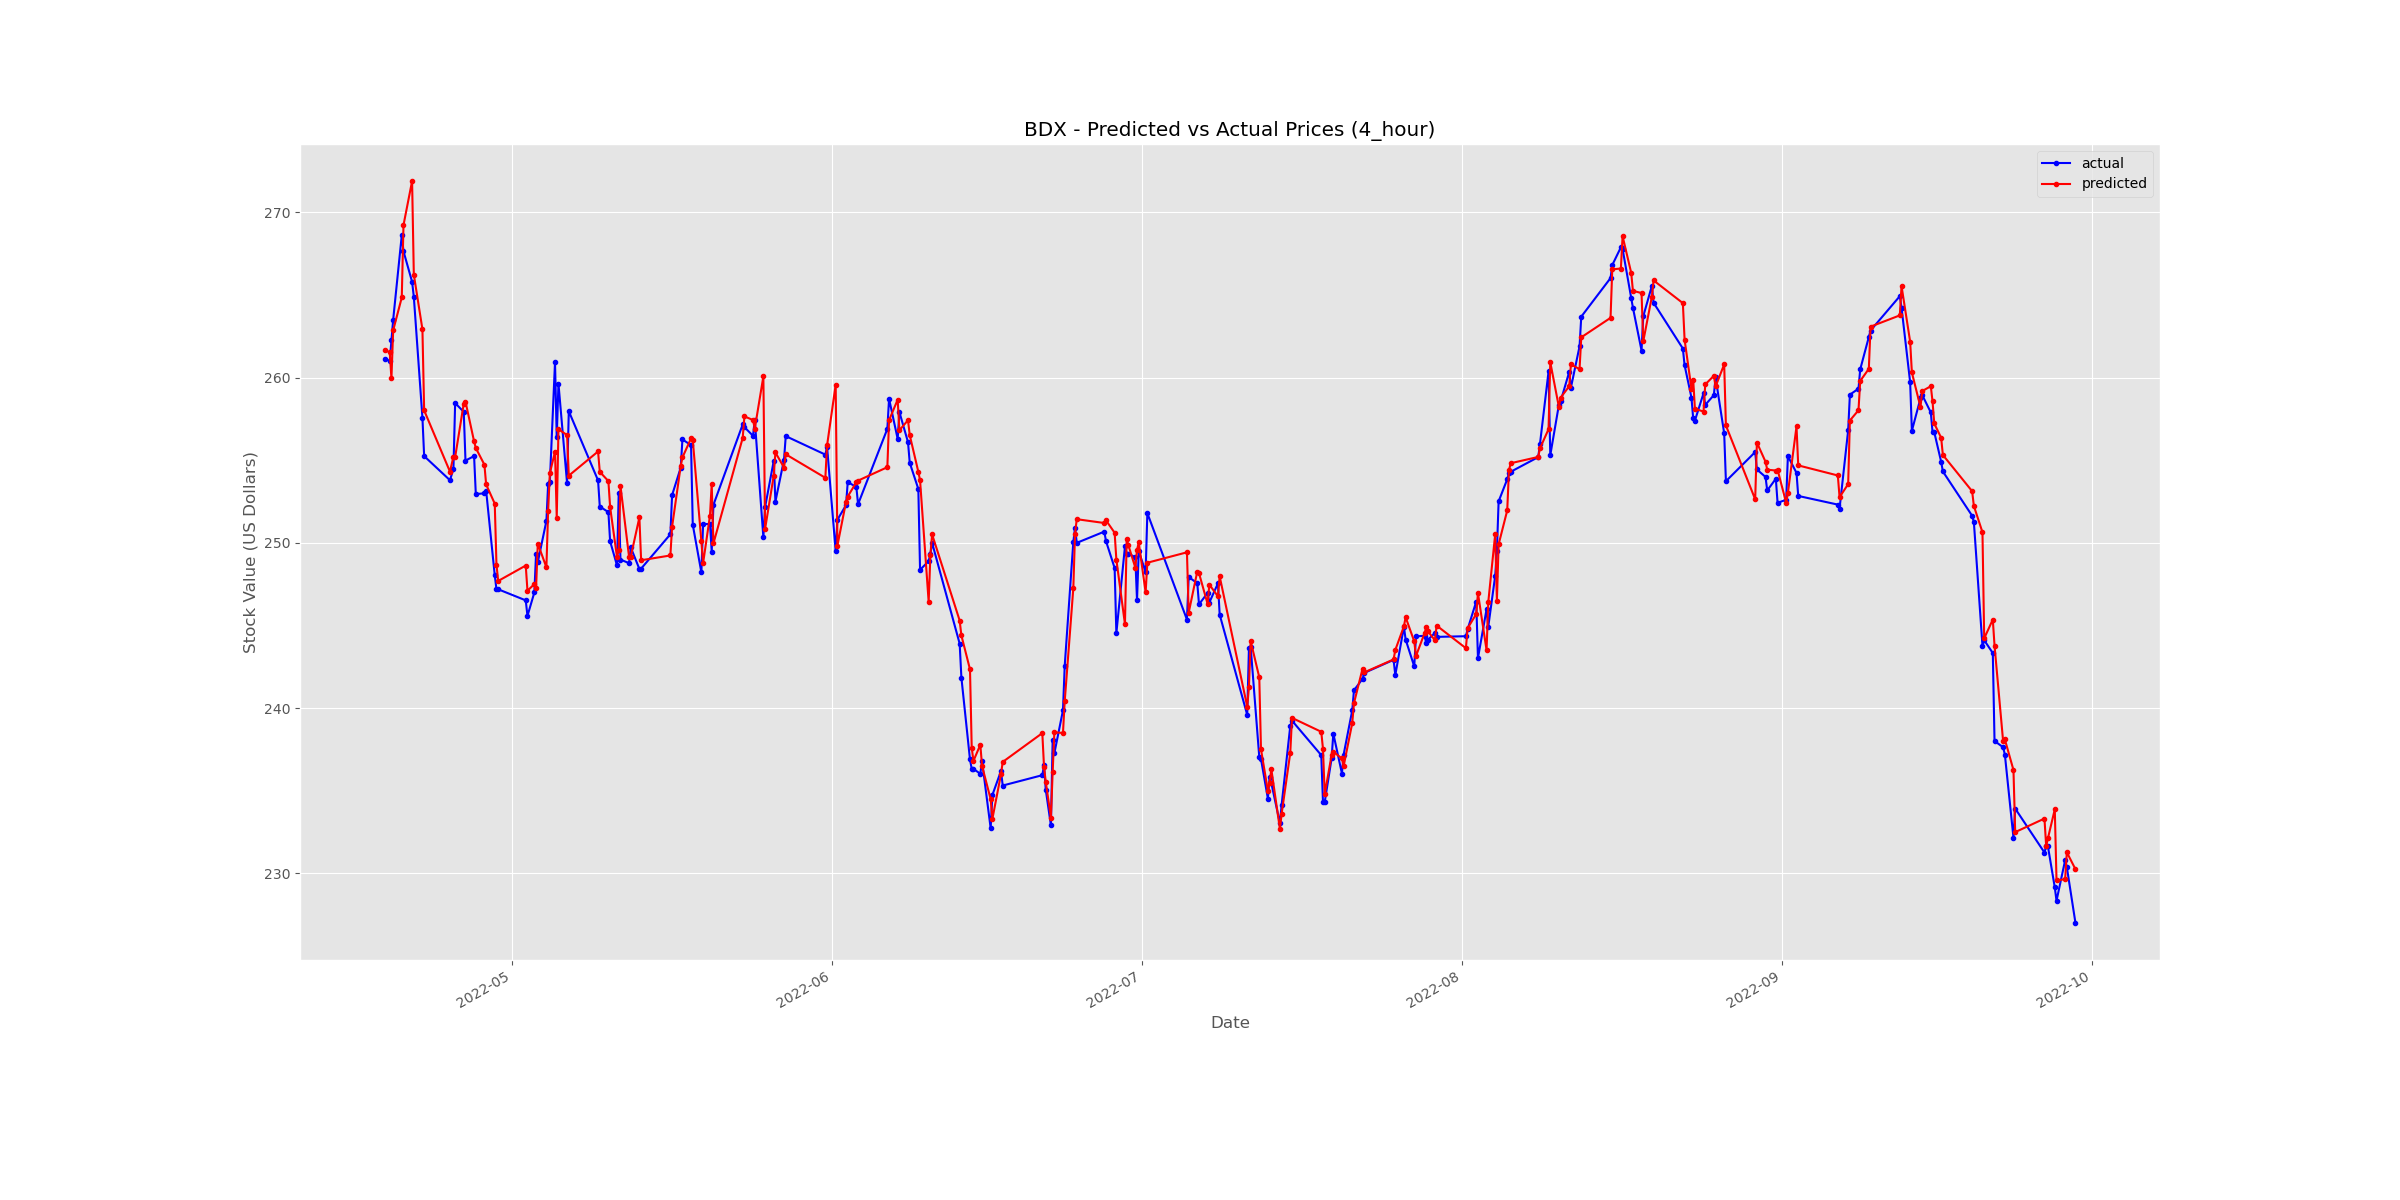 BDX - Predicted vs Actual Prices (4_hour)
actual
predicted
Stock Value (US Dollars)
270
260
250
240
230
2022-05
2022-06
2022-07
2022-08
2022-09
2022-10
Date